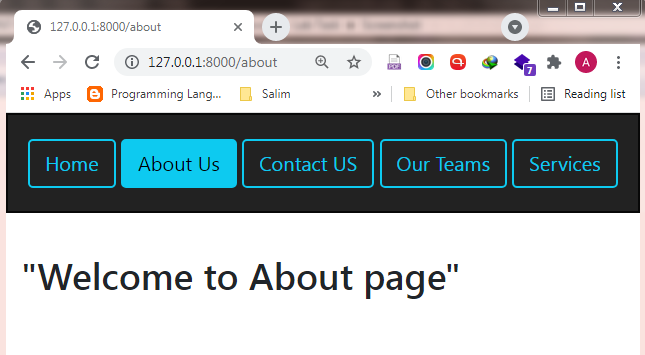 127.0.0.1:8000/about
127.0.0.1:8000/about
PDF
7
A
Apps
Programming Lang...
Salim
»
Other bookmarks
Reading list
Home
About Us
Contact US
Our Teams
Services
"Welcome to About page"